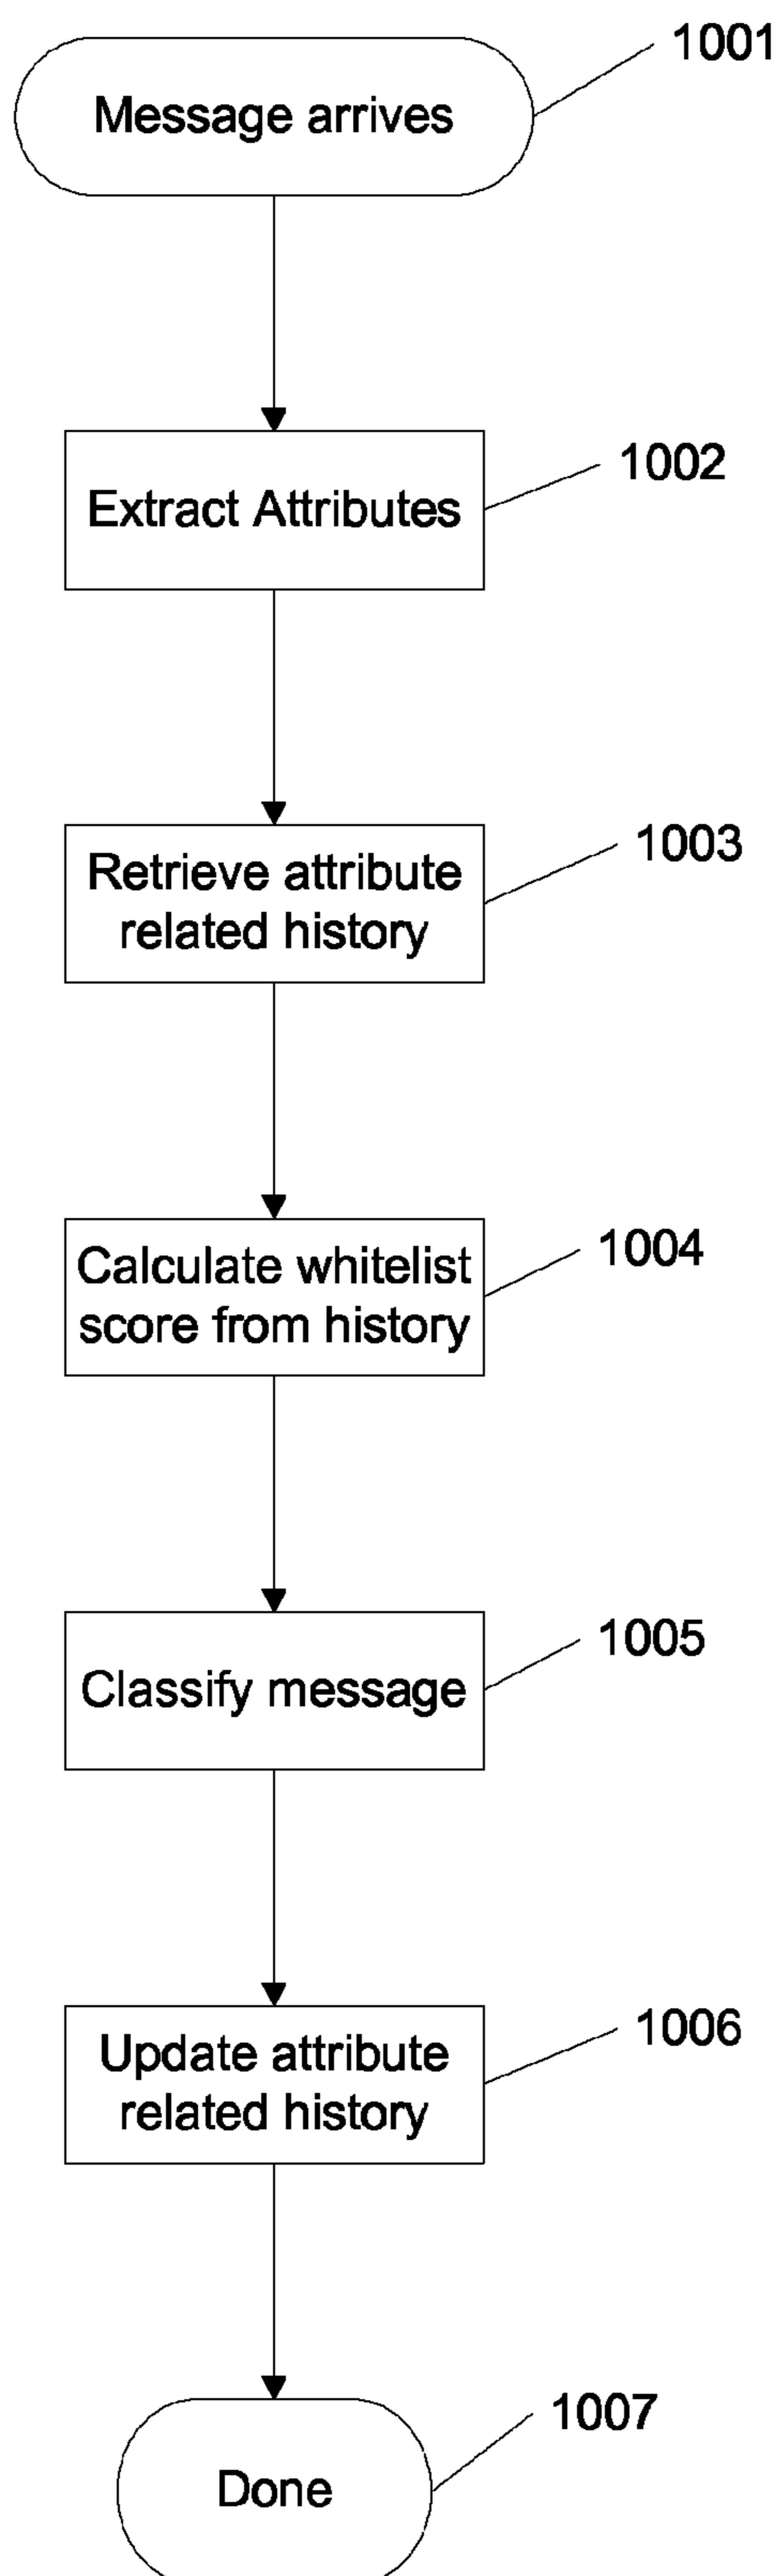 1001
Message arrives
1002
Extract Attributes
1003
Retrieve attribute
related history
1004
Calculate whitelist
score from history
1005
Classify message
1006
Update attribute
related history
1007
Done